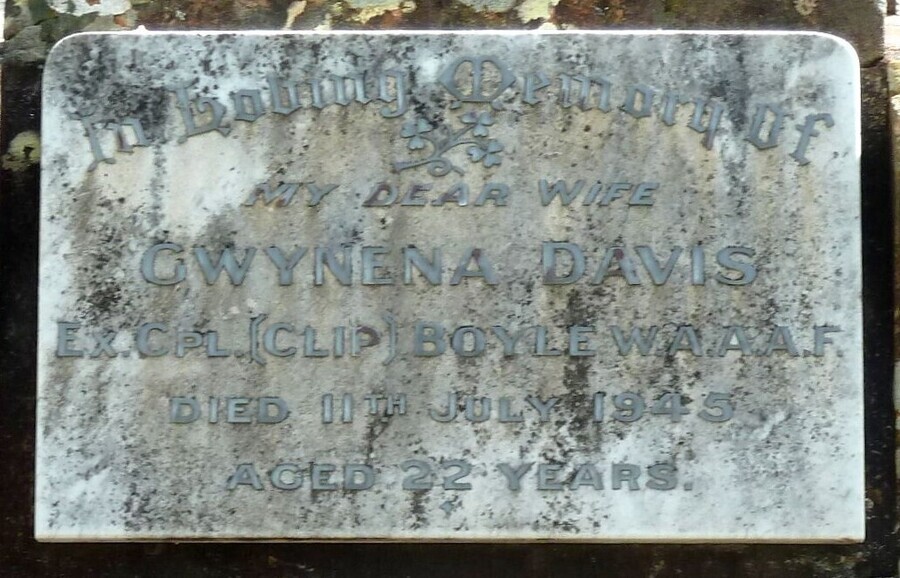 In Loving Memory of
MY DEAR WIFE
GWYNENA DAVIS
EX.CPL.(CLIP) BOYLE W.A.A.A.F.
DIED 11TH JULY 1945
AGED 22 YEARS.